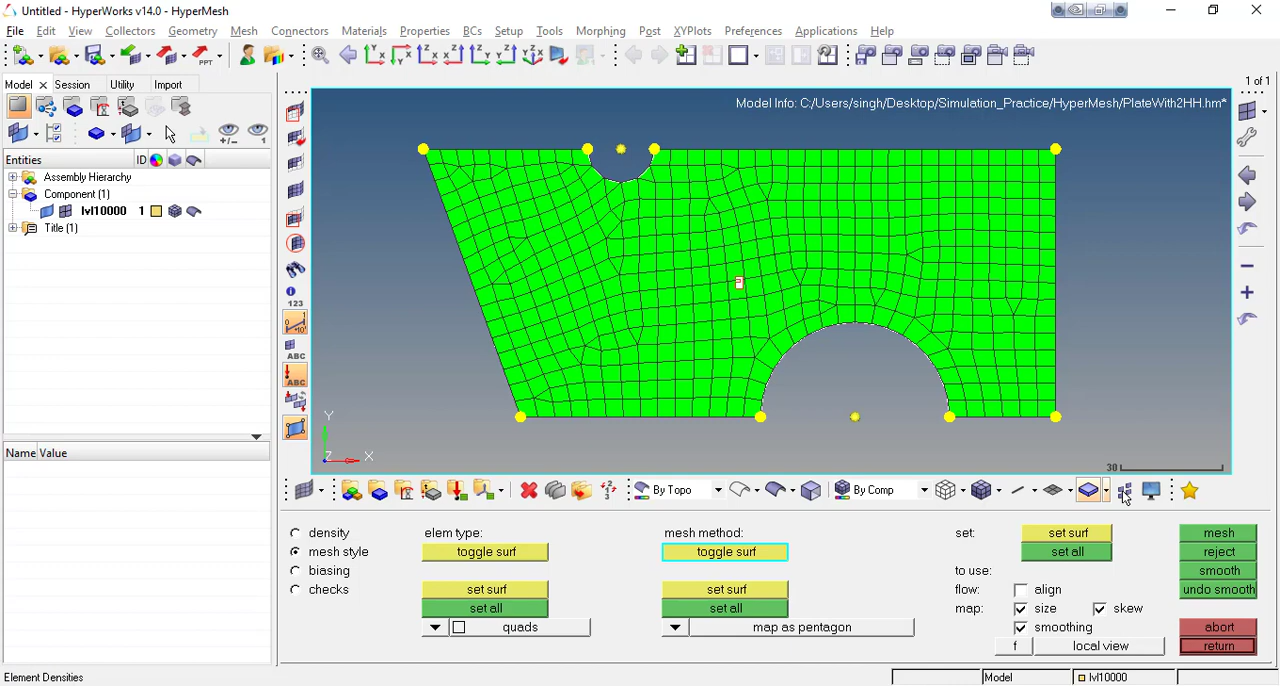 Untitled - HyperWorks v14.0 - HyperMesh
File Edit View Collectors Geometry Mesh Connectors Materials Properties BCs Setup Tools Morphing Post XYPlots Preferences Applications Help
Model Session Utility Import
1 of 1
Model Info: C:/Users/singh/Desktop/Simulation_Practice/HyperMesh/PlateWith2HH.hm*
Entities ID
Assembly Hierarchy
Component (1)
lvl10000 1
Title (1)
123
ABC
ABC
Name Value
Y
Z X
30
By Topo
By Comp
density
mesh style
biasing
checks
elem type:
toggle surf
set surf
set all
quads
mesh method:
toggle surf
set surf
set all
map as pentagon
set: set surf
set all
to use:
flow: align
map: size skew
smoothing
f local view
mesh
reject
smooth
undo smooth
abort
return
Element Densities
Model
lvl10000